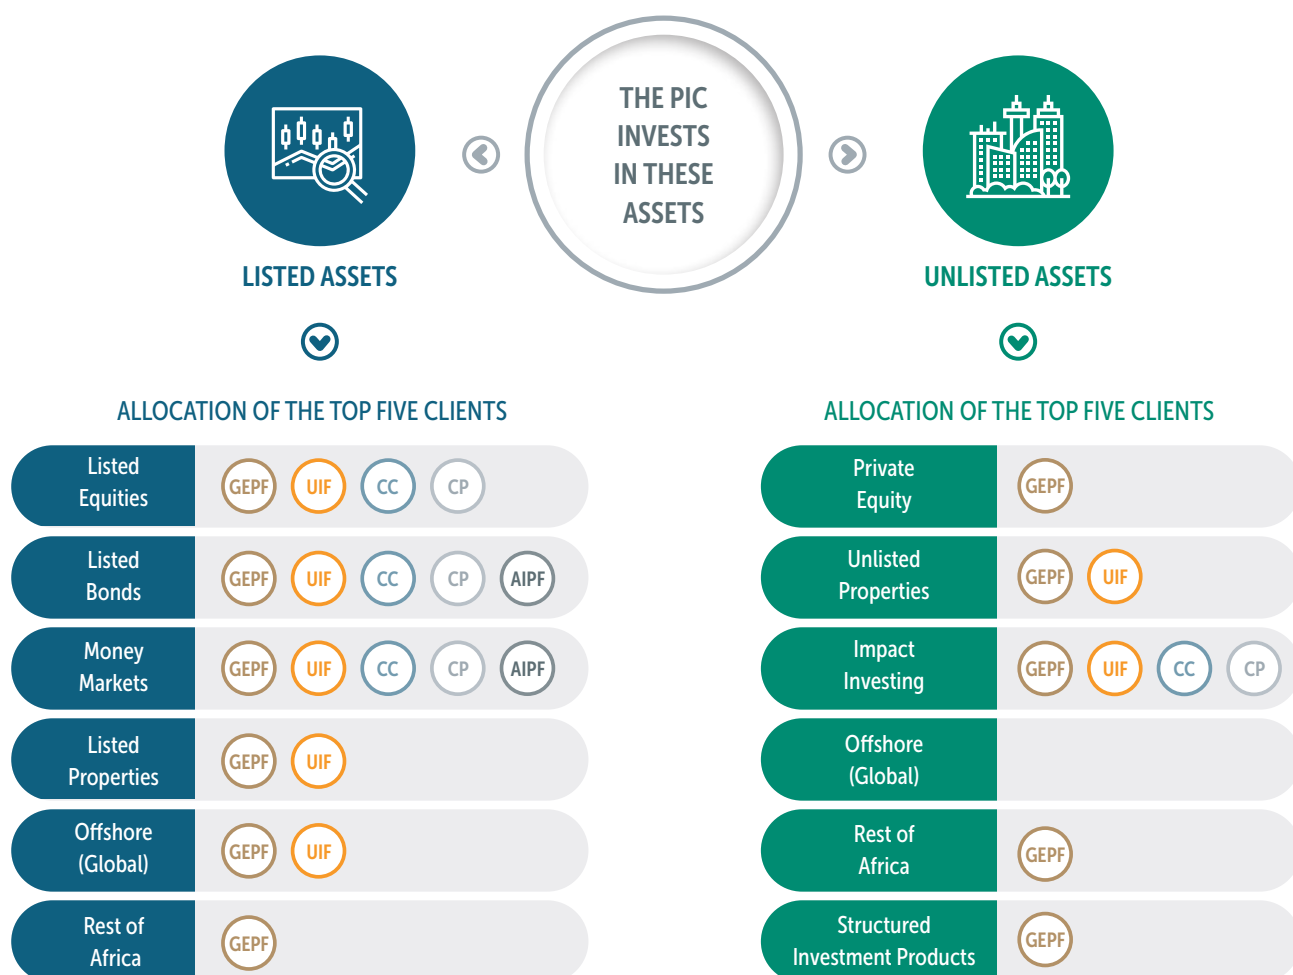 THE PIC
INVESTS
IN THESE
ASSETS
LISTED ASSETS
UNLISTED ASSETS
ALLOCATION OF THE TOP FIVE CLIENTS
Listed
Equities
GEPF UIF CC CP
Listed
Bonds
GEPF UIF CC CP AIPF
Money
Markets
GEPF UIF CC CP AIPF
Listed
Properties
GEPF UIF
Offshore
(Global)
GEPF UIF
Rest of
Africa
GEPF
ALLOCATION OF THE TOP FIVE CLIENTS
Private
Equity
GEPF
Unlisted
Properties
GEPF UIF
Impact
Investing
GEPF UIF CC CP
Offshore
(Global)
Rest of
Africa
GEPF
Structured
Investment Products
GEPF